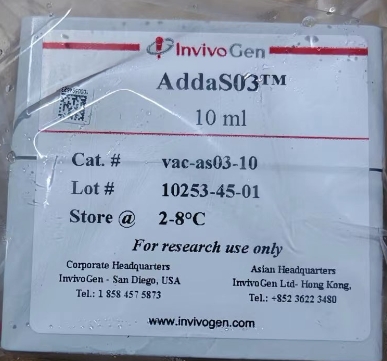 InvivoGen
AddaS03™
10 ml
Cat. # vac-as03-10
Lot # 10253-45-01
Store @ 2-8°C
For research use only
Corporate Headquarters
InvivoGen - San Diego, USA
Tel.: 1 858 457 5873
Asian Headquarters
InvivoGen Ltd- Hong Kong,
Tel.: +852 3622 3480
www.invivogen.com